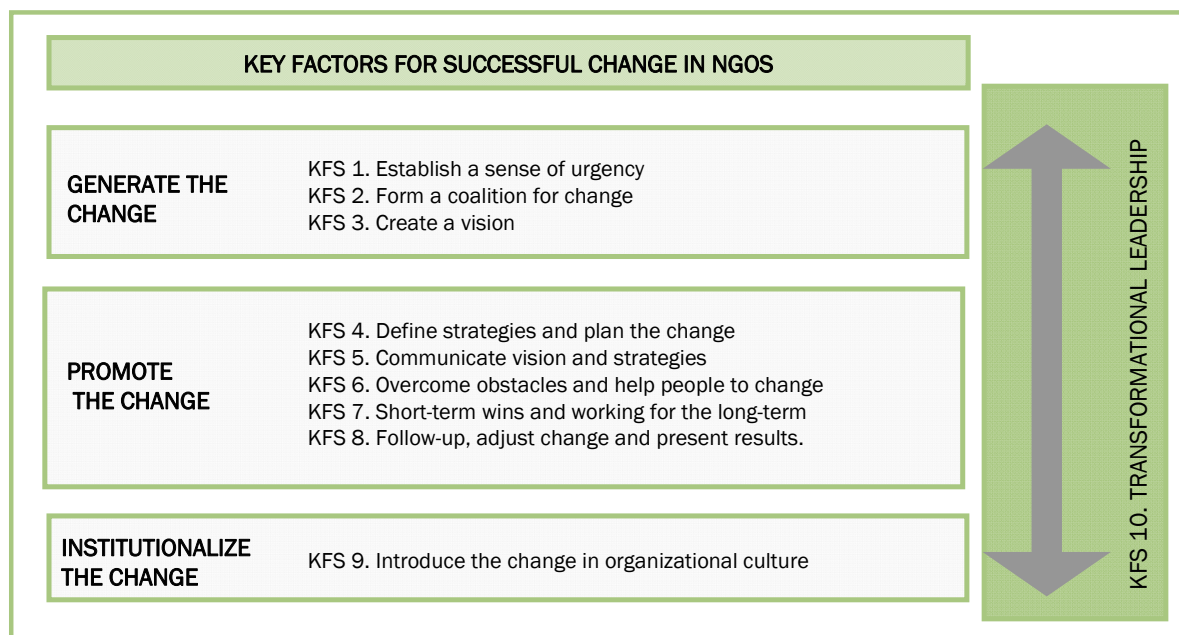 KEY FACTORS FOR SUCCESSFUL CHANGE IN NGOS
GENERATE THE
CHANGE
KFS 1. Establish a sense of urgency
KFS 2. Form a coalition for change
KFS 3. Create a vision
PROMOTE
THE CHANGE
KFS 4. Define strategies and plan the change
KFS 5. Communicate vision and strategies
KFS 6. Overcome obstacles and help people to change
KFS 7. Short-term wins and working for the long-term
KFS 8. Follow-up, adjust change and present results.
INSTITUTIONALIZE
THE CHANGE
KFS 9. Introduce the change in organizational culture
KFS 10. TRANSFORMATIONAL LEADERSHIP